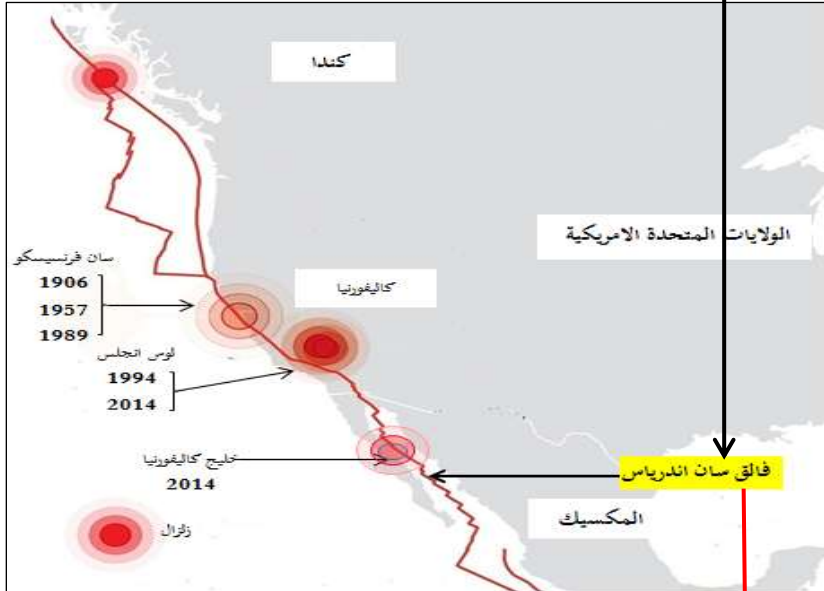 كندا
الولايات المتحدة الامريكية
سان فرنسيسكو
1906
1957
1989
كاليفورنيا
لوس انجلس
1994
2014
خليج كاليفورنيا
2014
فالق سان اندرياس
المكسيك
زلزال